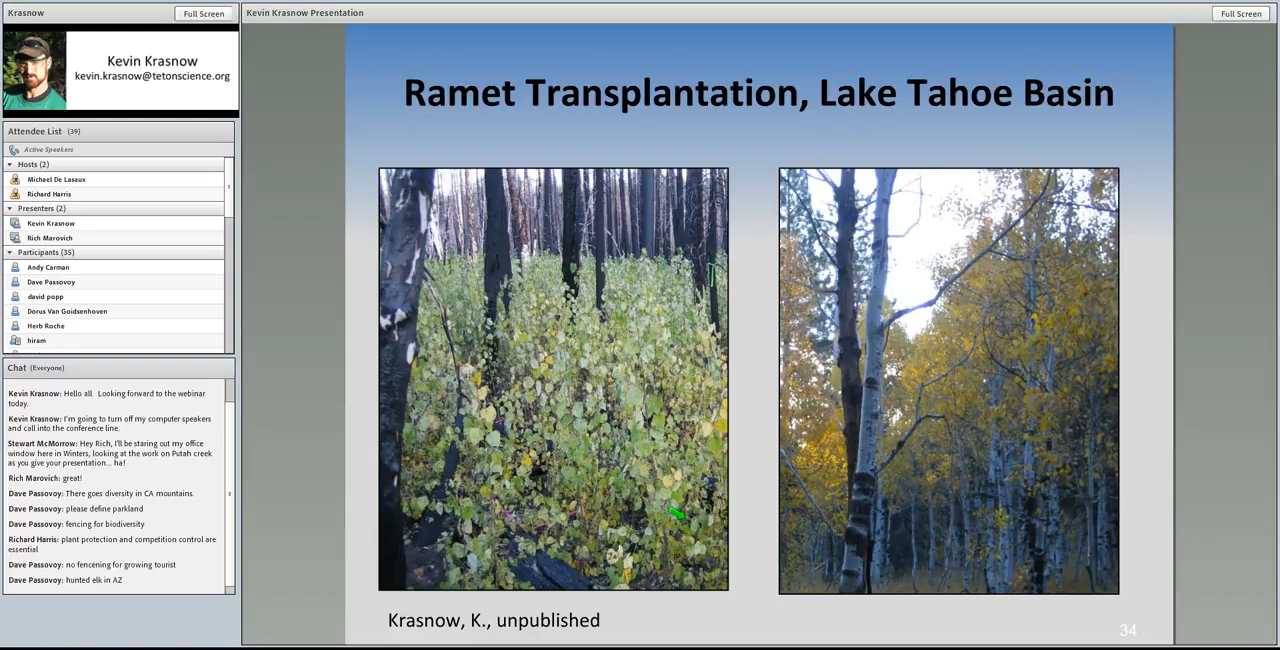 Krasnow
Full Screen
Kevin Krasnow
kevin.krasnow@tetonscience.org
Attendee List (39)
Active Speakers
Hosts (2)
Michael De Lasaux
Richard Harris
Presenters (2)
Kevin Krasnow
Rich Marovich
Participants (35)
Andy Carman
Dave Passovoy
david popp
Dorus Van Goidsenhoven
Herb Roche
hiram
Chat (Everyone)
Kevin Krasnow: Hello all. Looking forward to the webinar
today.
Kevin Krasnow: I'm going to turn off my computer speakers
and call into the conference line.
Stewart McMorrow: Hey Rich, I'll be staring out my office
window here in Winters, looking at the work on Putah creek
as you give your presentation... ha!
Rich Marovich: great!
Dave Passovoy: There goes diversity in CA mountains.
Dave Passovoy: please define parkland
Dave Passovoy: fencing for biodiversity
Richard Harris: plant protection and competition control are
essential
Dave Passovoy: no fencening for growing tourist
Dave Passovoy: hunted elk in AZ
Kevin Krasnow Presentation
Full Screen
Ramet Transplantation, Lake Tahoe Basin
Krasnow, K., unpublished
34